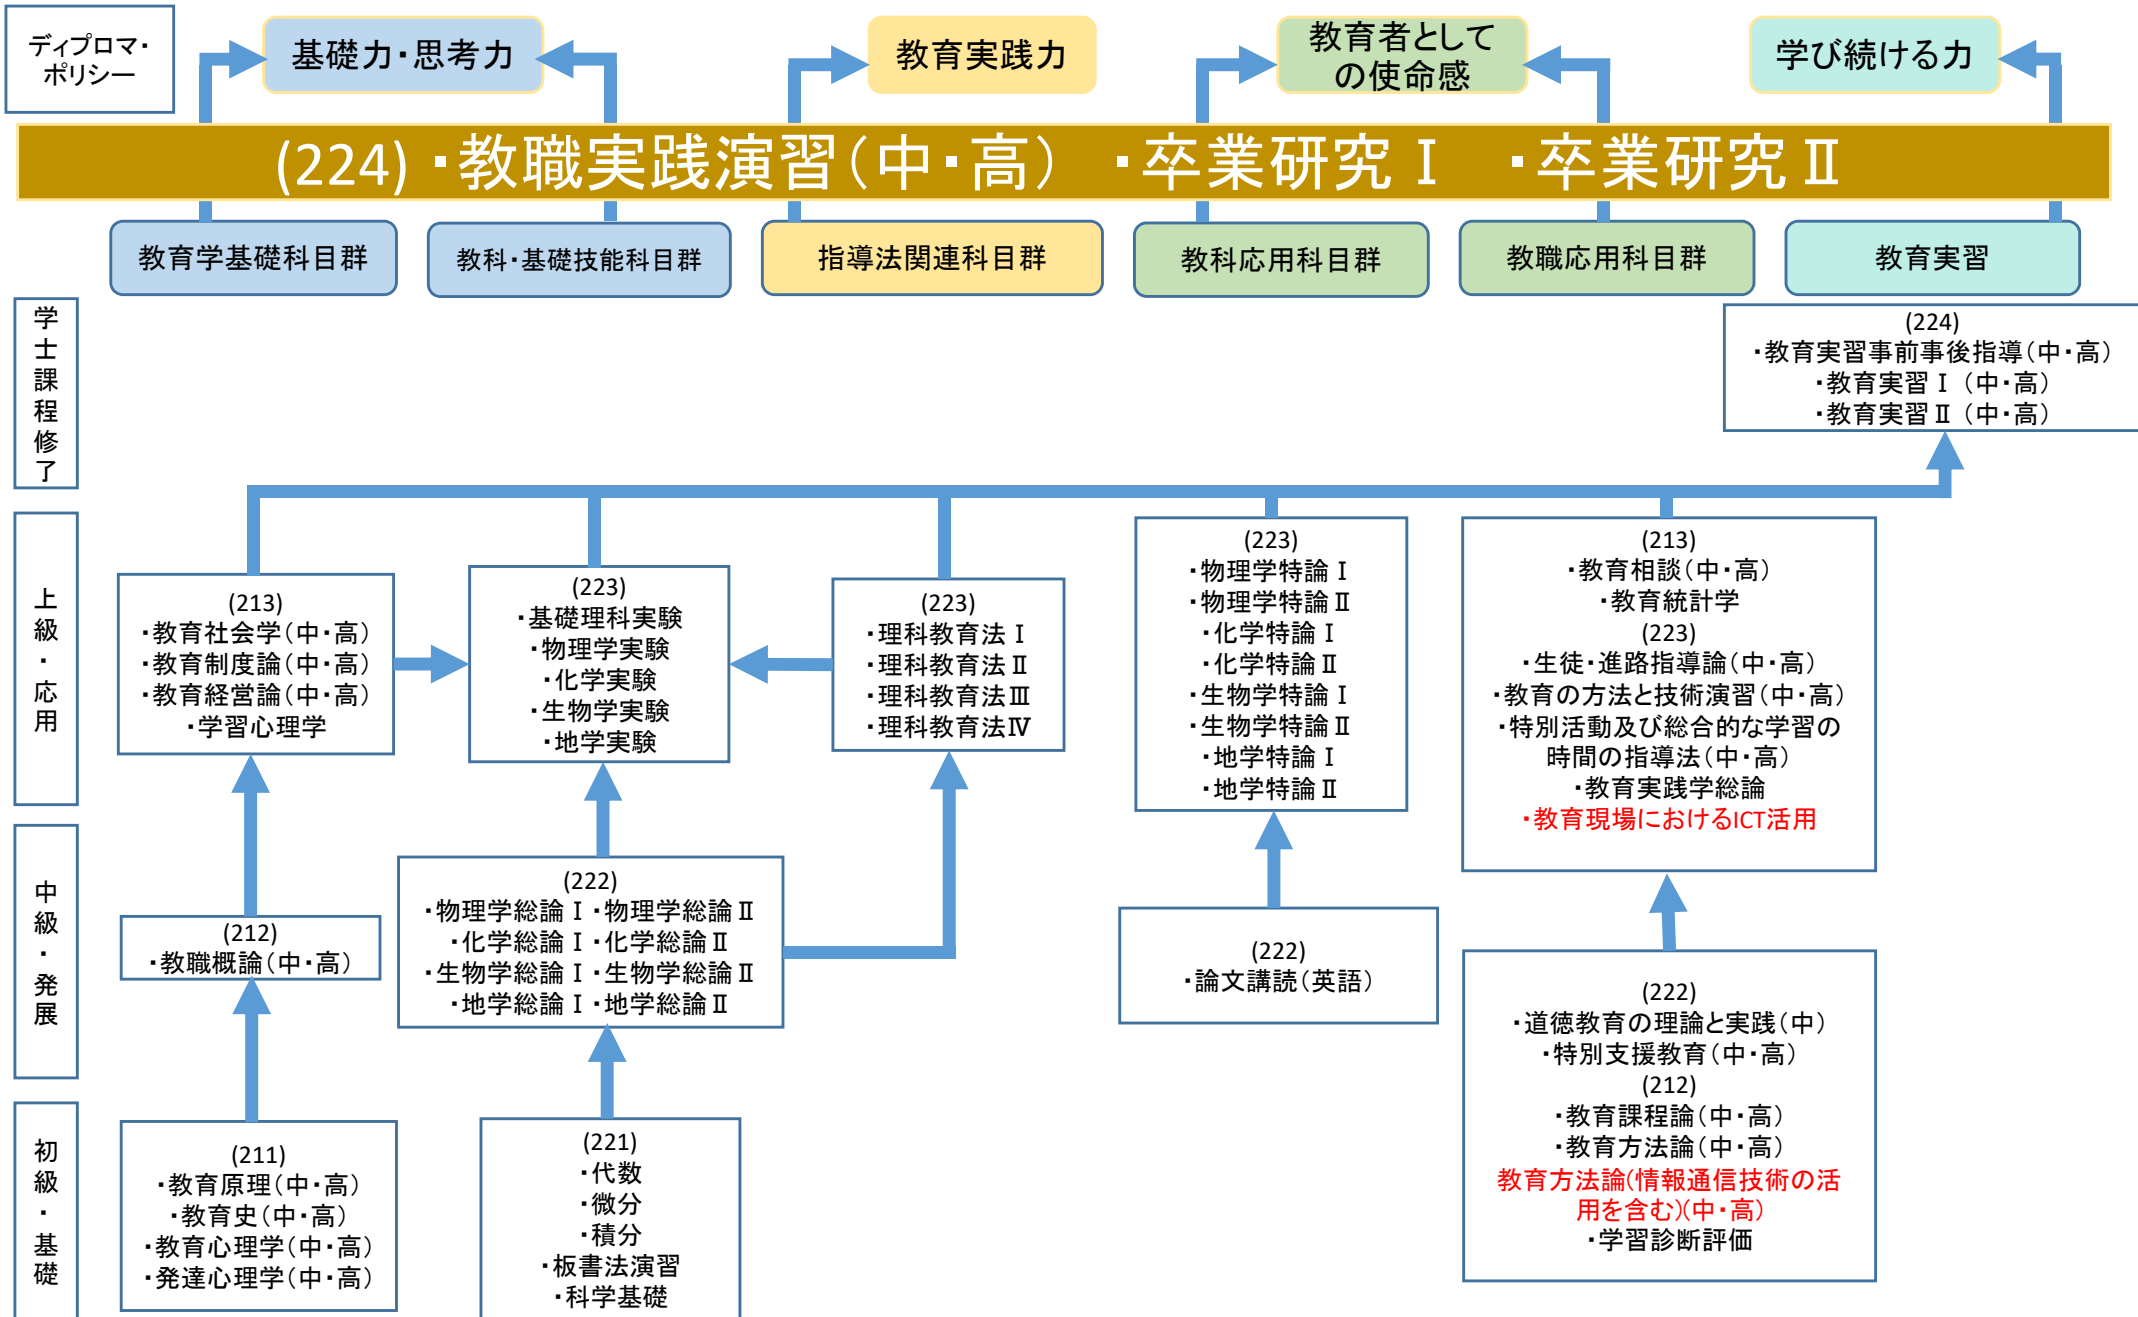 ディプロマ・
ポリシー
基礎力・思考力
教育実践力
教育者として
の使命感
学び続ける力
(224) ・教職実践演習(中・高)　・卒業研究Ⅰ　・卒業研究Ⅱ
教育学基礎科目群
教科・基礎技能科目群
指導法関連科目群
教科応用科目群
教職応用科目群
教育実習
学士課程修了
(224)
・教育実習事前事後指導(中・高)
・教育実習Ⅰ(中・高)
・教育実習Ⅱ(中・高)
上級・応用
(213)
・教育社会学(中・高)
・教育制度論(中・高)
・教育経営論(中・高)
・学習心理学
(223)
・基礎理科実験
・物理学実験
・化学実験
・生物学実験
・地学実験
(223)
・理科教育法Ⅰ
・理科教育法Ⅱ
・理科教育法Ⅲ
・理科教育法Ⅳ
(223)
・物理学特論Ⅰ
・物理学特論Ⅱ
・化学特論Ⅰ
・化学特論Ⅱ
・生物学特論Ⅰ
・生物学特論Ⅱ
・地学特論Ⅰ
・地学特論Ⅱ
(213)
・教育相談(中・高)
・教育統計学
(223)
・生徒・進路指導論(中・高)
・教育の方法と技術演習(中・高)
・特別活動及び総合的な学習の
時間の指導法(中・高)
・教育実践学総論
・教育現場におけるICT活用
中級・発展
(212)
・教職概論(中・高)
(222)
・物理学総論Ⅰ・物理学総論Ⅱ
・化学総論Ⅰ・化学総論Ⅱ
・生物学総論Ⅰ・生物学総論Ⅱ
・地学総論Ⅰ・地学総論Ⅱ
(222)
・論文講読(英語)
(222)
・道徳教育の理論と実践(中)
・特別支援教育(中・高)
(212)
・教育課程論(中・高)
・教育方法論(中・高)
教育方法論(情報通信技術の活
用を含む)(中・高)
・学習診断評価
初級・基礎
(211)
・教育原理(中・高)
・教育史(中・高)
・教育心理学(中・高)
・発達心理学(中・高)
(221)
・代数
・微分
・積分
・板書法演習
・科学基礎